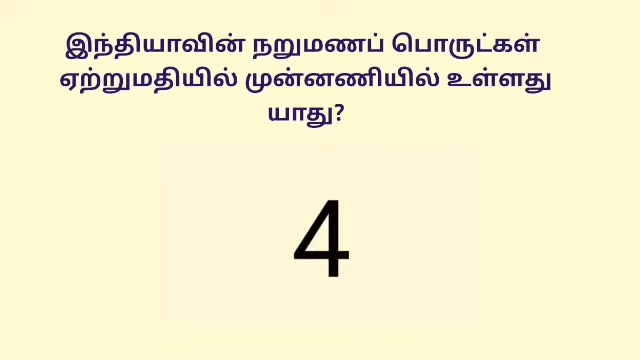 இந்தியாவின் நறுமணப் பொருட்கள்
ஏற்றுமதியில் முன்னணியில் உள்ளது
யாது?
4